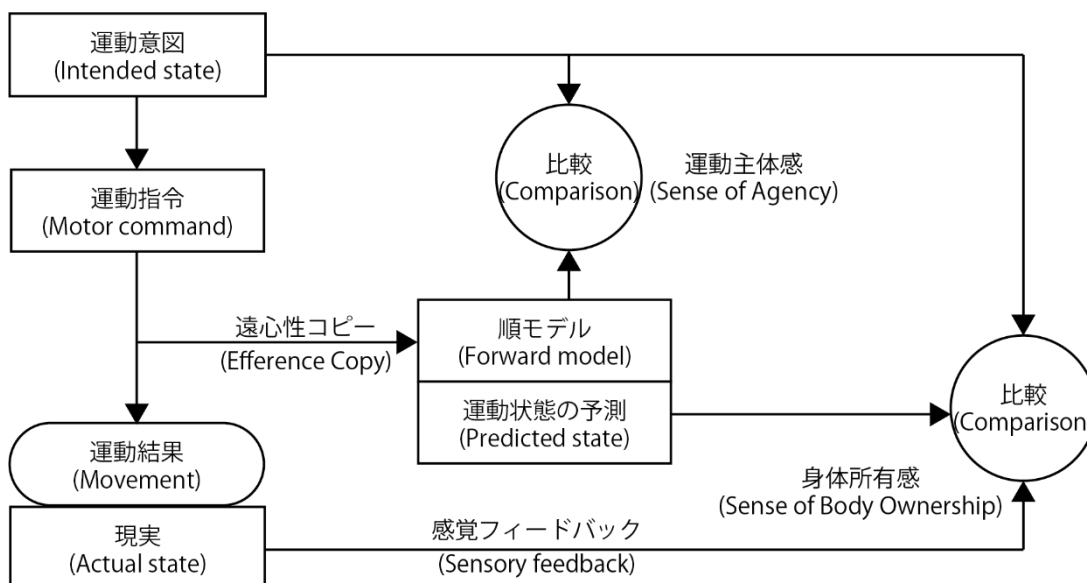 運動意図
(Intended state)
比較
(Comparison)
運動主体感
(Sense of Agency)
運動指令
(Motor command)
遠心性コピー
(Efference Copy)
順モデル
(Forward model)
運動状態の予測
(Predicted state)
比較
(Comparison
運動結果
(Movement)
身体所有感
(Sense of Body Ownership)
現実
(Actual state)
感覚フィードバック
(Sensory feedback)